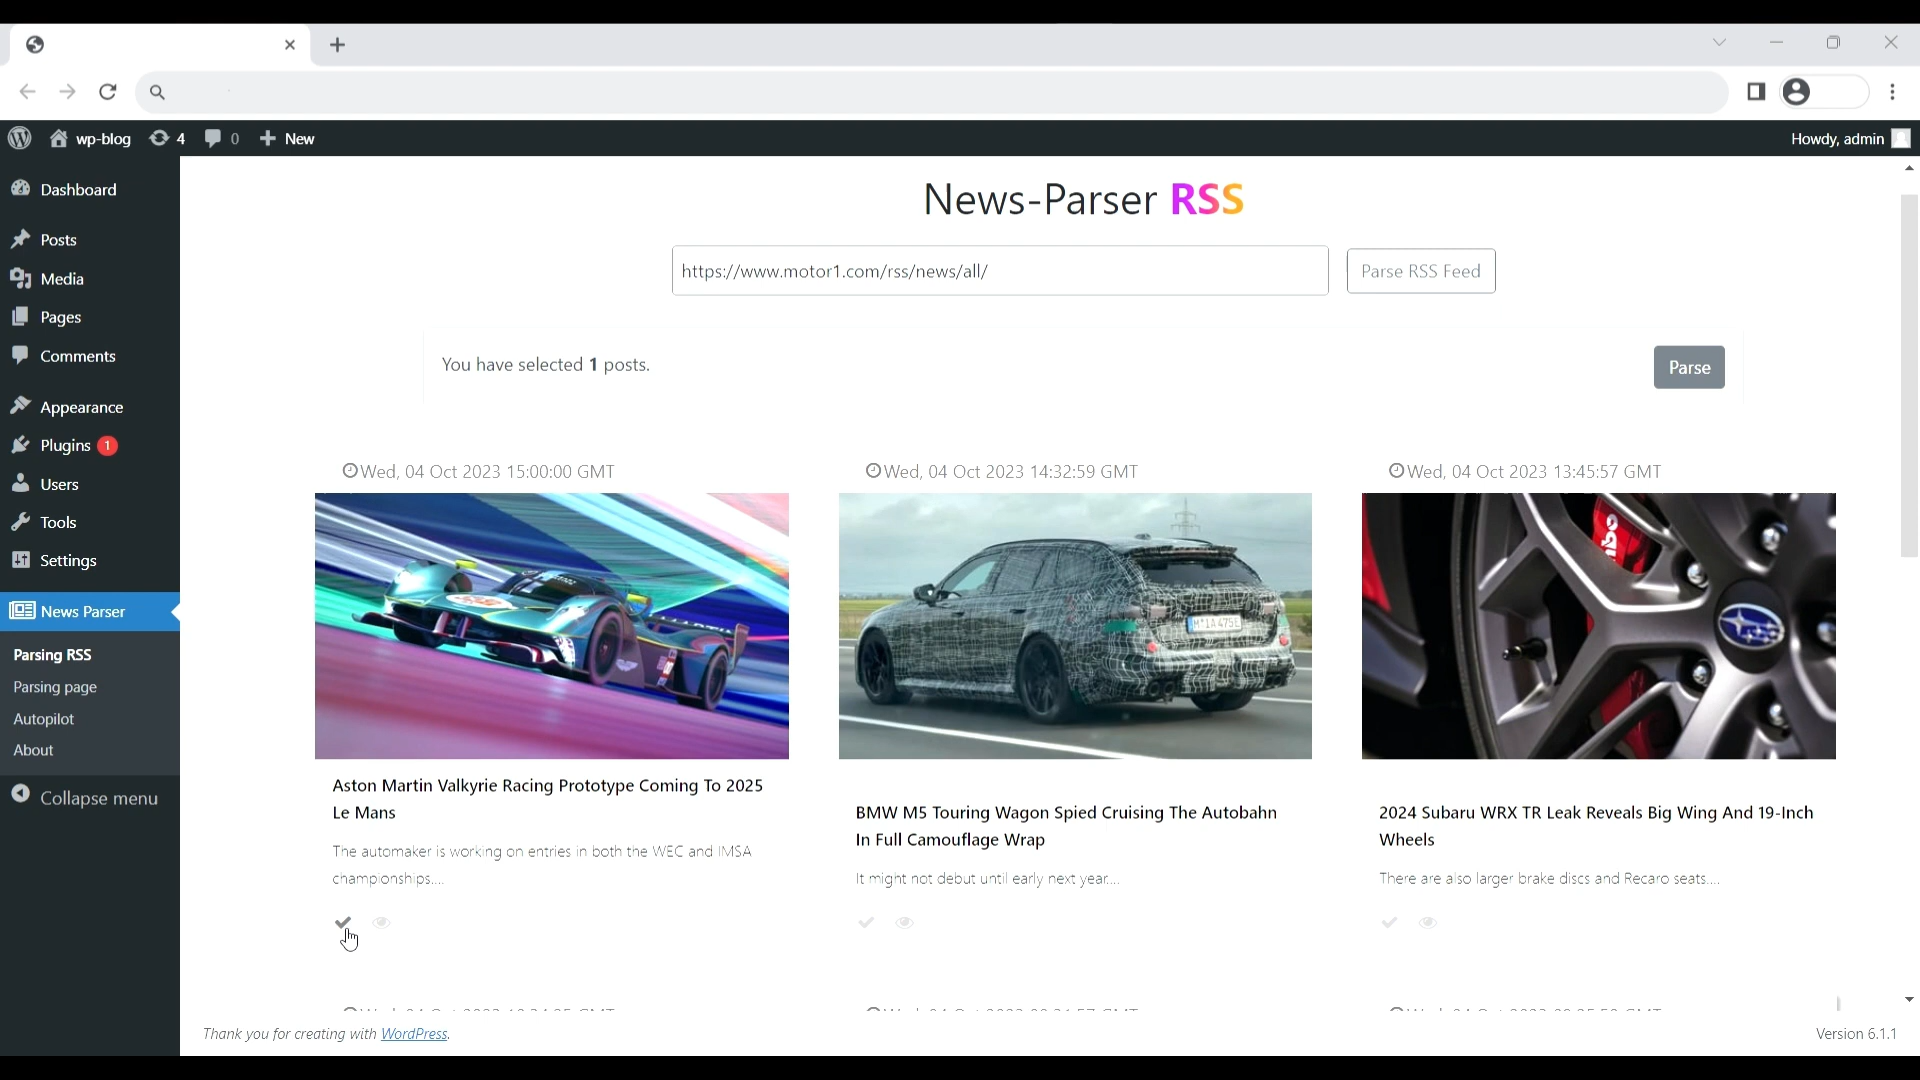 wp-blog 4 0 New Howdy, admin
Dashboard
Posts
Media
Pages
Comments
Appearance
Plugins 1
Users
Tools
Settings
News Parser
Parsing RSS
Parsing page
Autopilot
About
Collapse menu
News-Parser RSS
https://www.motor1.com/rss/news/all/ Parse RSS Feed
You have selected 1 posts. Parse
Wed, 04 Oct 2023 15:00:00 GMT
Aston Martin Valkyrie Racing Prototype Coming To 2025
Le Mans
The automaker is working on entries in both the WEC and IMSA
championships....
Wed, 04 Oct 2023 14:32:59 GMT
M*IA 475E
BMW M5 Touring Wagon Spied Cruising The Autobahn
In Full Camouflage Wrap
It might not debut until early next year....
Wed, 04 Oct 2023 13:45:57 GMT
2024 Subaru WRX TR Leak Reveals Big Wing And 19-Inch
Wheels
There are also larger brake discs and Recaro seats....
Thank you for creating with WordPress.
Version 6.1.1